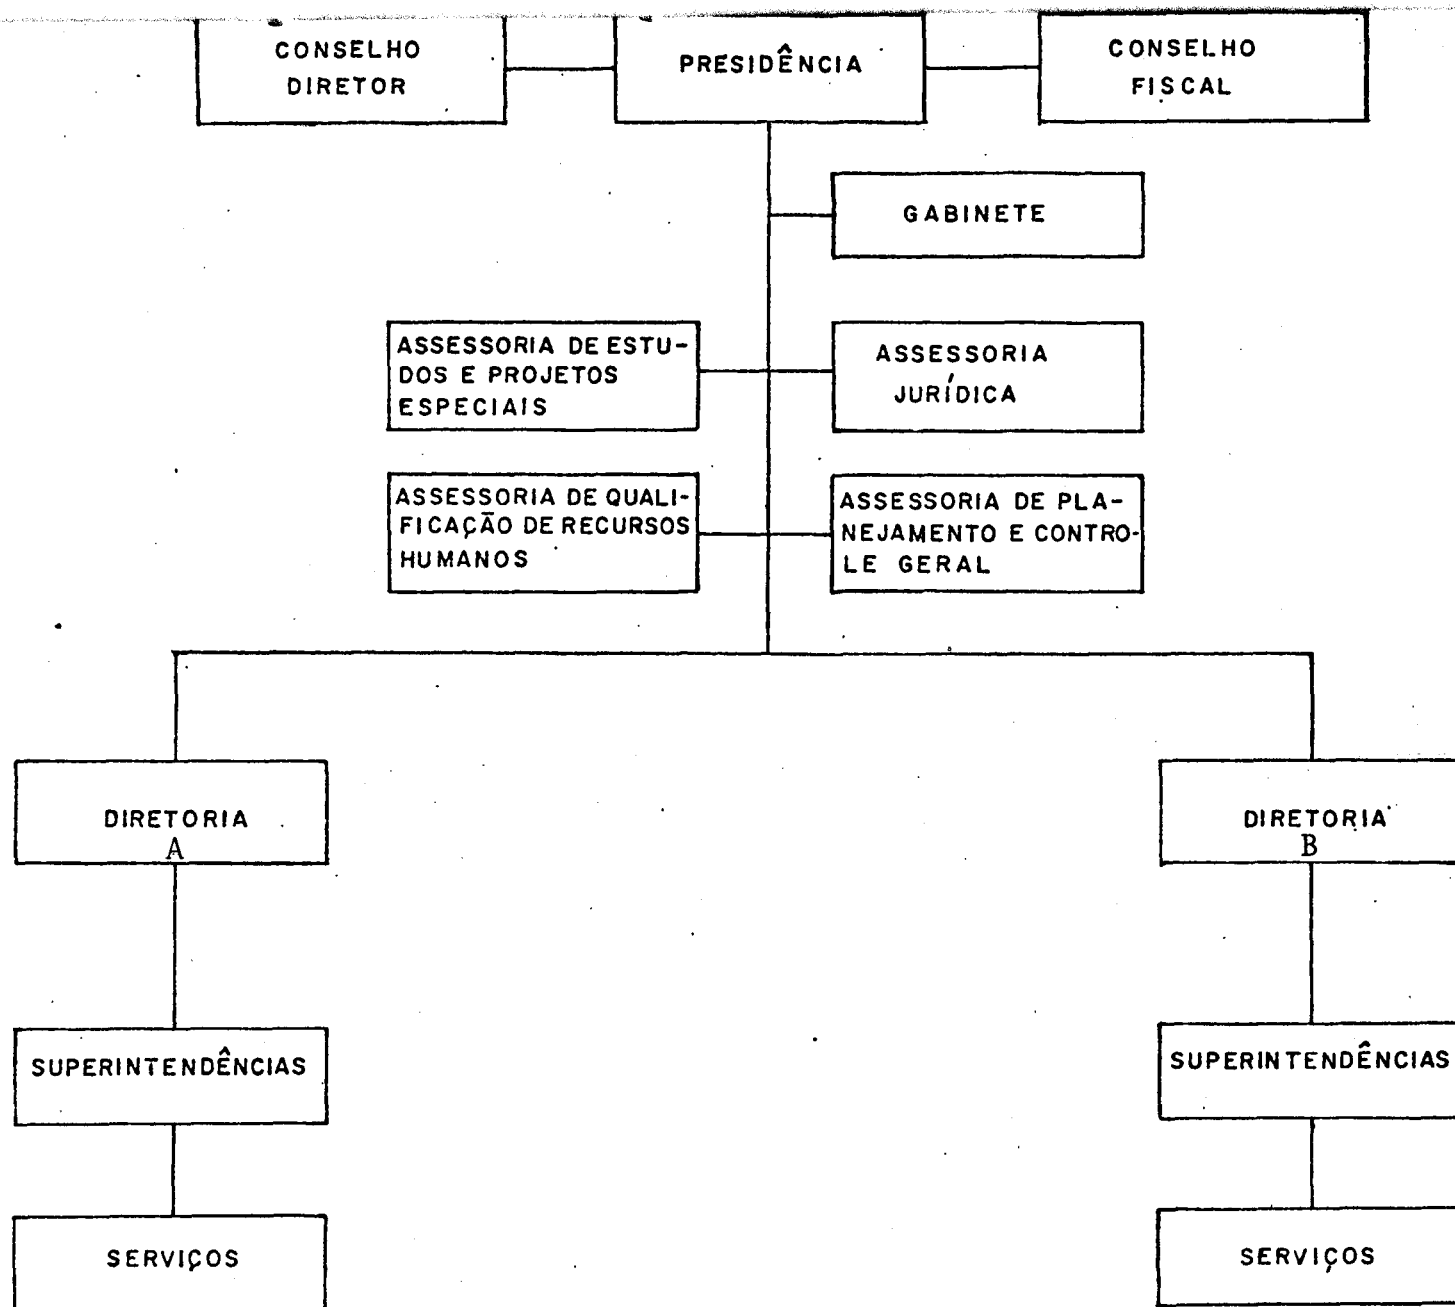 CONSELHO
DIRETOR
PRESIDÊNCIA
CONSELHO
FISCAL
GABINETE
ASSESSORIA DE ESTU-
DOS E PROJETOS
ESPECIAIS
ASSESSORIA
JURÍDICA
ASSESSORIA DE QUALI-
FICAÇÃO DE RECURSOS
HUMANOS
ASSESSORIA DE PLA-
NEJAMENTO E CONTRO-
LE GERAL
DIRETORIA
A
DIRETORIA
B
SUPERINTENDÊNCIAS
SUPERINTENDÊNCIAS
SERVIÇOS
SERVIÇOS